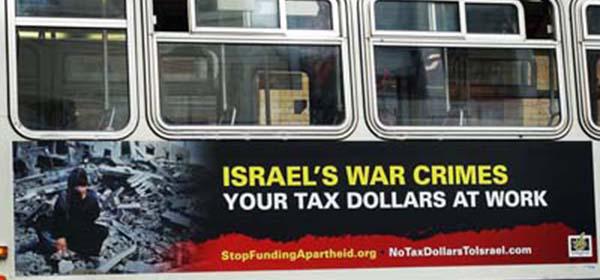 ISRAEL'S WAR CRIMES
YOUR TAX DOLLARS AT WORK
StopFundingApartheid.org · NoTaxDollarsToIsrael.com